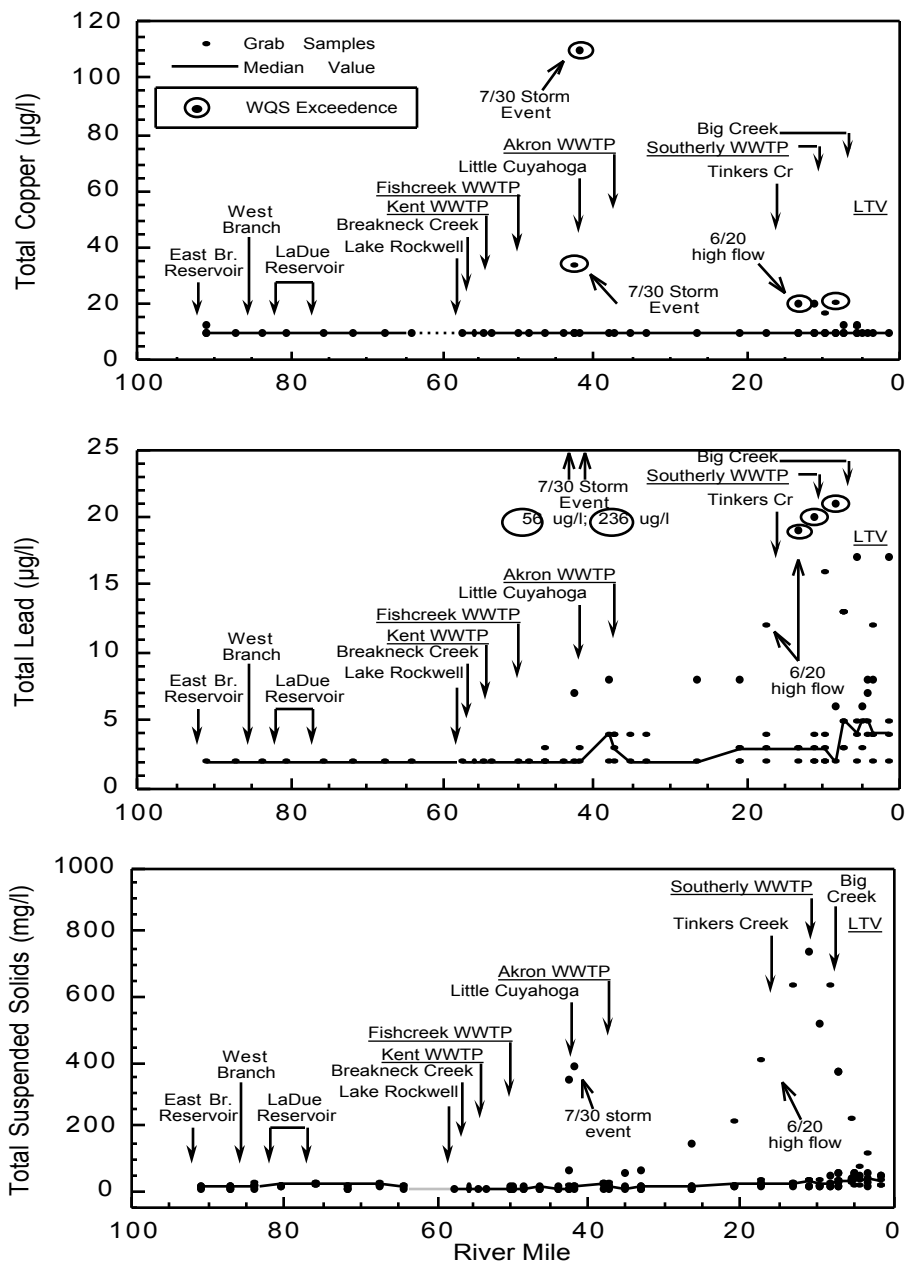 Total Copper (µg/l)
120
100
80
60
40
20
0
Grab Samples
Median Value
WQS Exceedence
7/30 Storm
Event
Big Creek
Southerly WWTP
Tinkers Cr
LTV
Akron WWTP
Little Cuyahoga
Fishcreek WWTP
Kent WWTP
Breakneck Creek
Lake Rockwell
West
Branch
East Br.
Reservoir
LaDue
Reservoir
6/20
high flow
7/30 Storm
Event
100
80
60
40
20
0
Total Lead (µg/l)
25
20
15
10
5
0
7/30 Storm
Event
56 ug/l; 236 ug/l
Big Creek
Southerly WWTP
Tinkers Cr
LTV
Akron WWTP
Little Cuyahoga
Fishcreek WWTP
Kent WWTP
Breakneck Creek
Lake Rockwell
West
Branch
East Br.
Reservoir
LaDue
Reservoir
6/20
high flow
100
80
60
40
20
0
Total Suspended Solids (mg/l)
1000
800
600
400
200
0
Southerly WWTP
Big
Creek
Tinkers Creek
LTV
Akron WWTP
Little Cuyahoga
Fishcreek WWTP
Kent WWTP
Breakneck Creek
Lake Rockwell
West
Branch
East Br.
Reservoir
LaDue
Reservoir
7/30 storm
event
6/20
high flow
100
80
60
40
20
0
River Mile